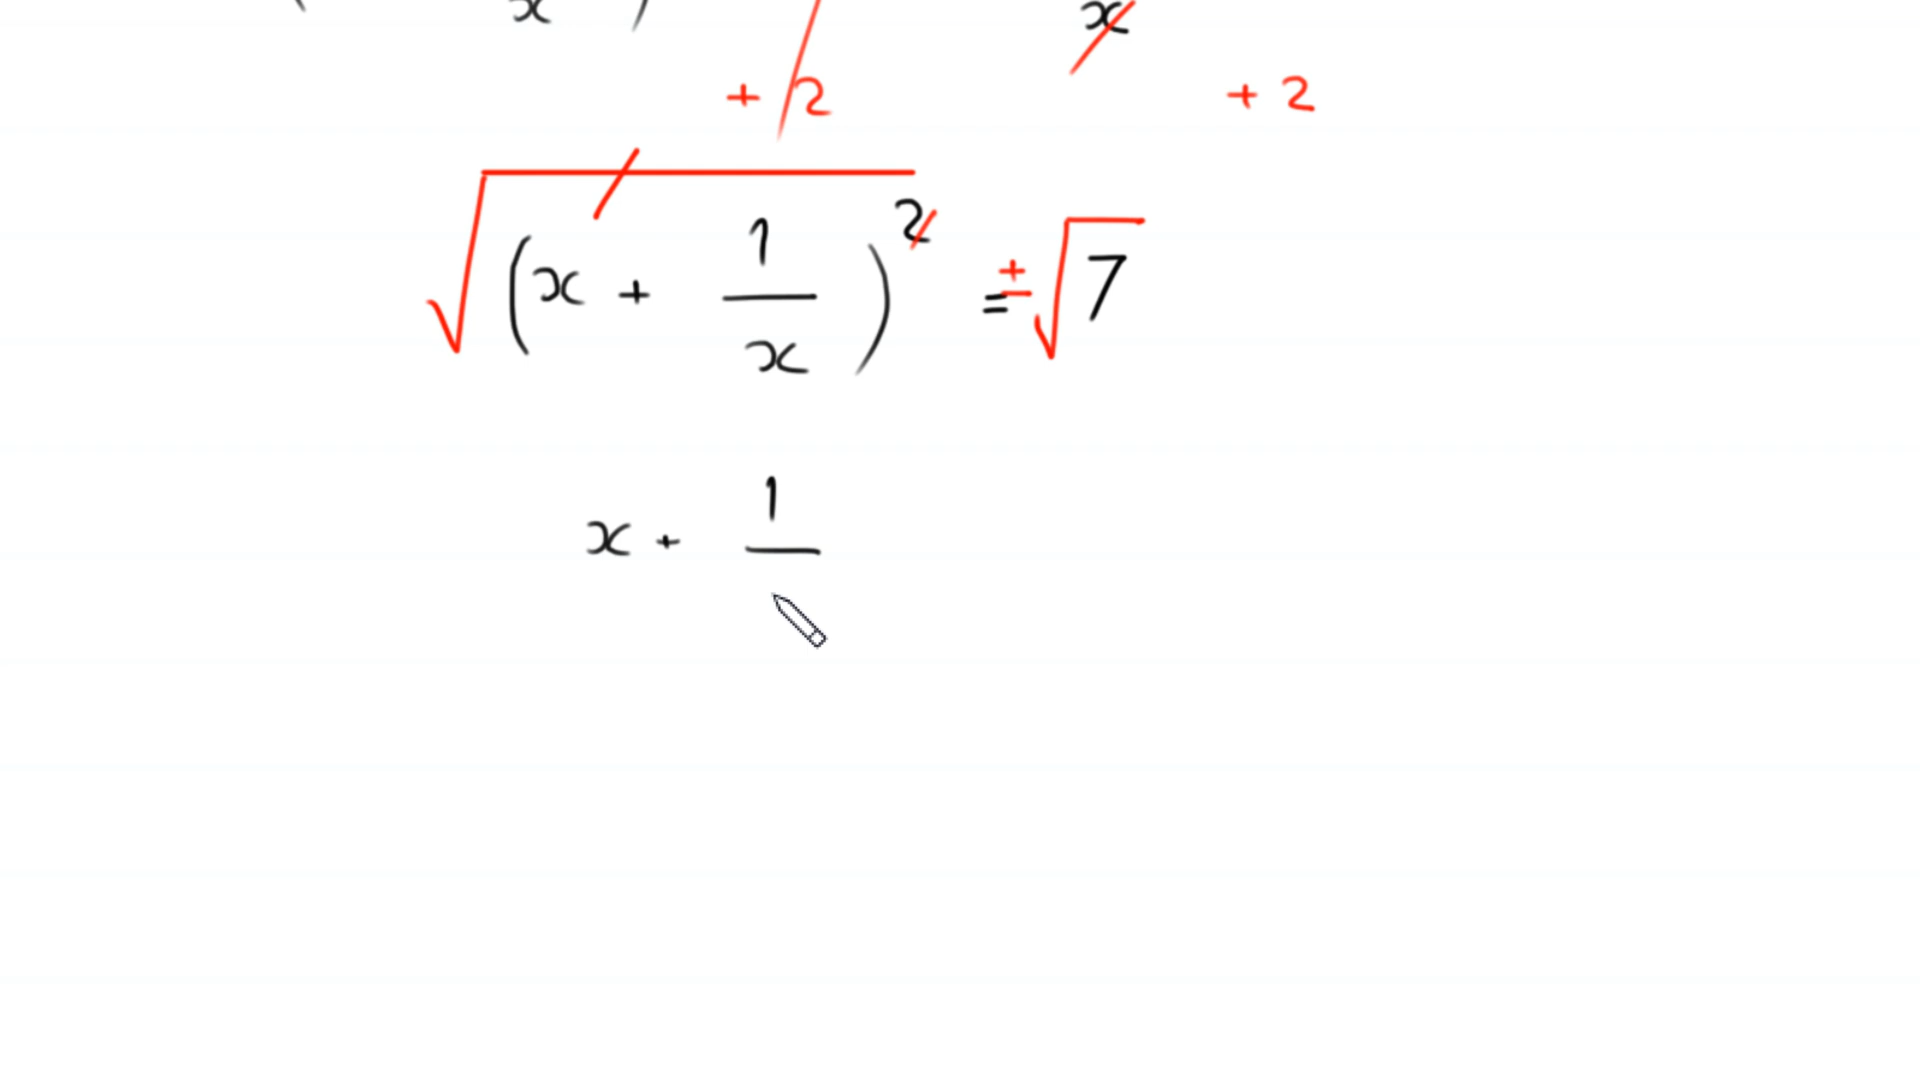 x x
+ 2 + 2
√(x + 1/x)² = ±√7
x + 1